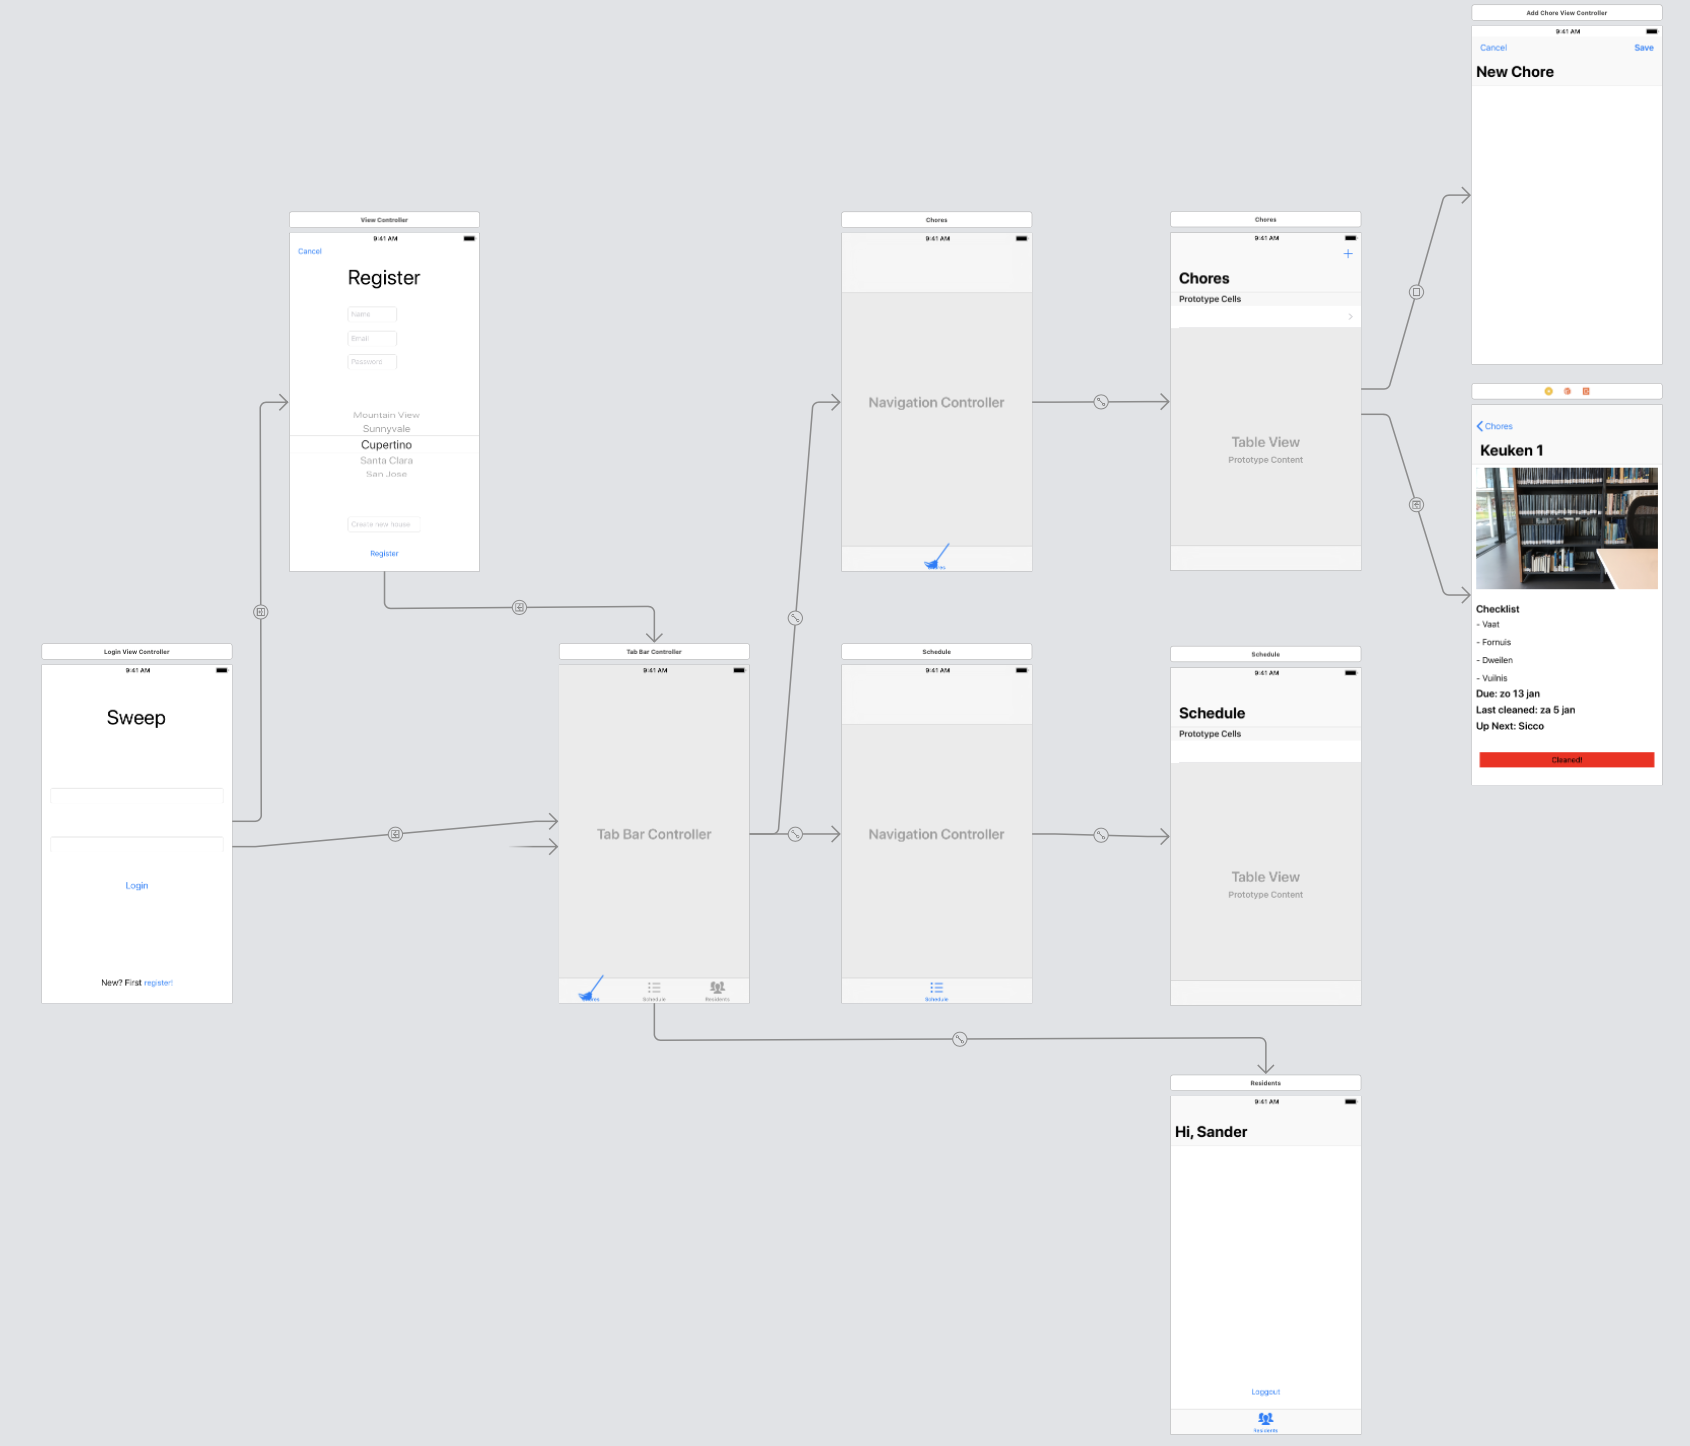 Add Chore View Controller
9:41 AM
Cancel
Save
New Chore
View Controller
9:41 AM
Cancel
Register
Name
Email
Password
Mountain View
Sunnyvale
Cupertino
Santa Clara
San Jose
Create new house
Register
Chores
9:41 AM
Navigation Controller
Chores
9:41 AM
+
Chores
Prototype Cells
Table View
Prototype Content
Chores
Keuken 1
Checklist
- Vaat
- Fornuis
- Dweilen
- Vuilnis
Due: zo 13 jan
Last cleaned: za 5 jan
Up Next: Sicco
Cleaned!
Login View Controller
9:41 AM
Sweep
Login
New? First register!
Tab Bar Controller
9:41 AM
Tab Bar Controller
Schedule
Residents
Schedule
9:41 AM
Navigation Controller
Schedule
Schedule
9:41 AM
Schedule
Prototype Cells
Table View
Prototype Content
Residents
9:41 AM
Hi, Sander
Loggout
Residents